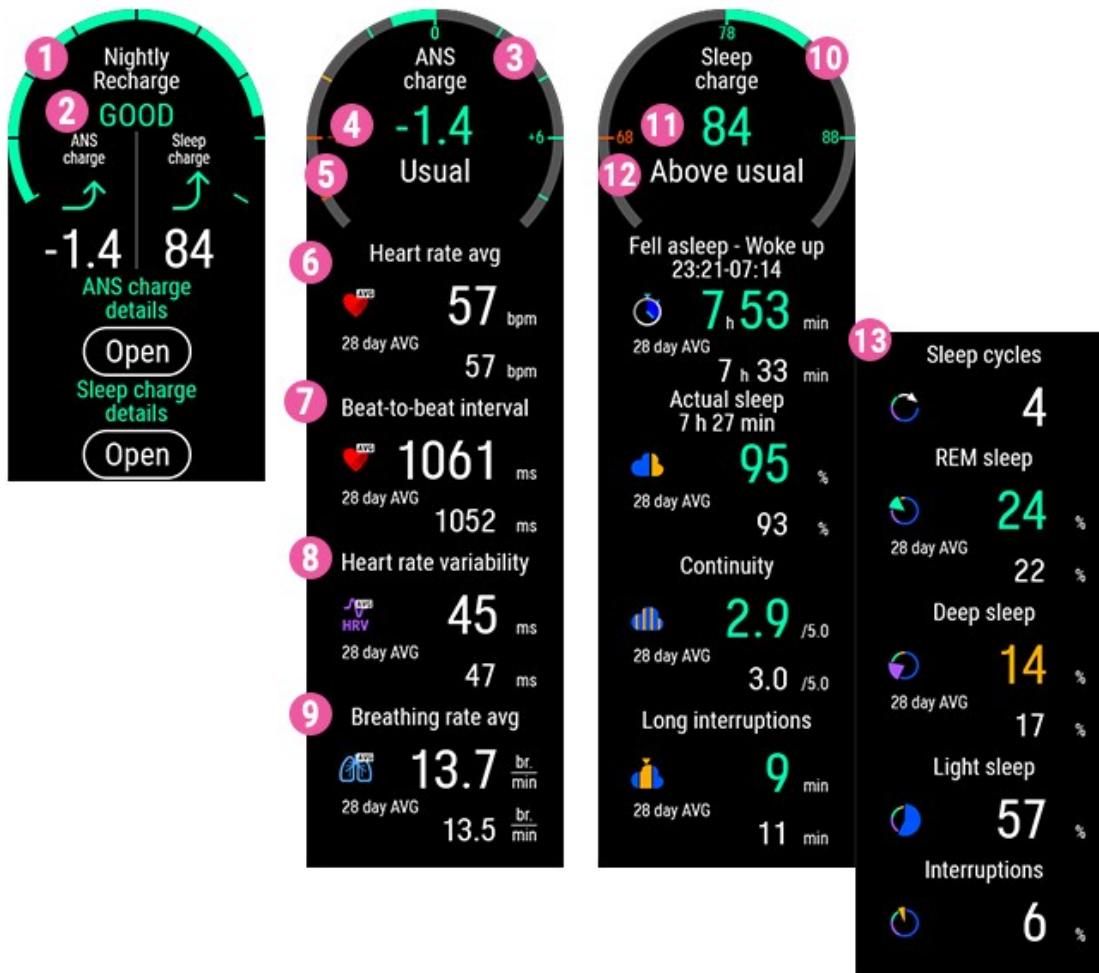 1
Nightly
Recharge
2
GOOD
ANS
charge
Sleep
charge
-1.4
84
ANS charge
details
Open
Sleep charge
details
Open
0
3
ANS
charge
4
-1.4
+6
5
Usual
6
Heart rate avg
AVG
57 bpm
28 day AVG
57 bpm
7
Beat-to-beat interval
AVG
1061 ms
28 day AVG
1052 ms
8
Heart rate variability
AVG
HRV
45 ms
28 day AVG
47 ms
9
Breathing rate avg
AVG
13.7 br.
min
28 day AVG
13.5 br.
min
78
10
Sleep
charge
68
11
84
88
12
Above usual
Fell asleep - Woke up
23:21-07:14
7 h 53 min
28 day AVG
7 h 33 min
Actual sleep
7 h 27 min
95 %
28 day AVG
93 %
Continuity
2.9 /5.0
28 day AVG
3.0 /5.0
Long interruptions
9 min
28 day AVG
11 min
13
Sleep cycles
4
REM sleep
24 %
28 day AVG
22 %
Deep sleep
14 %
28 day AVG
17 %
Light sleep
57 %
Interruptions
6 %